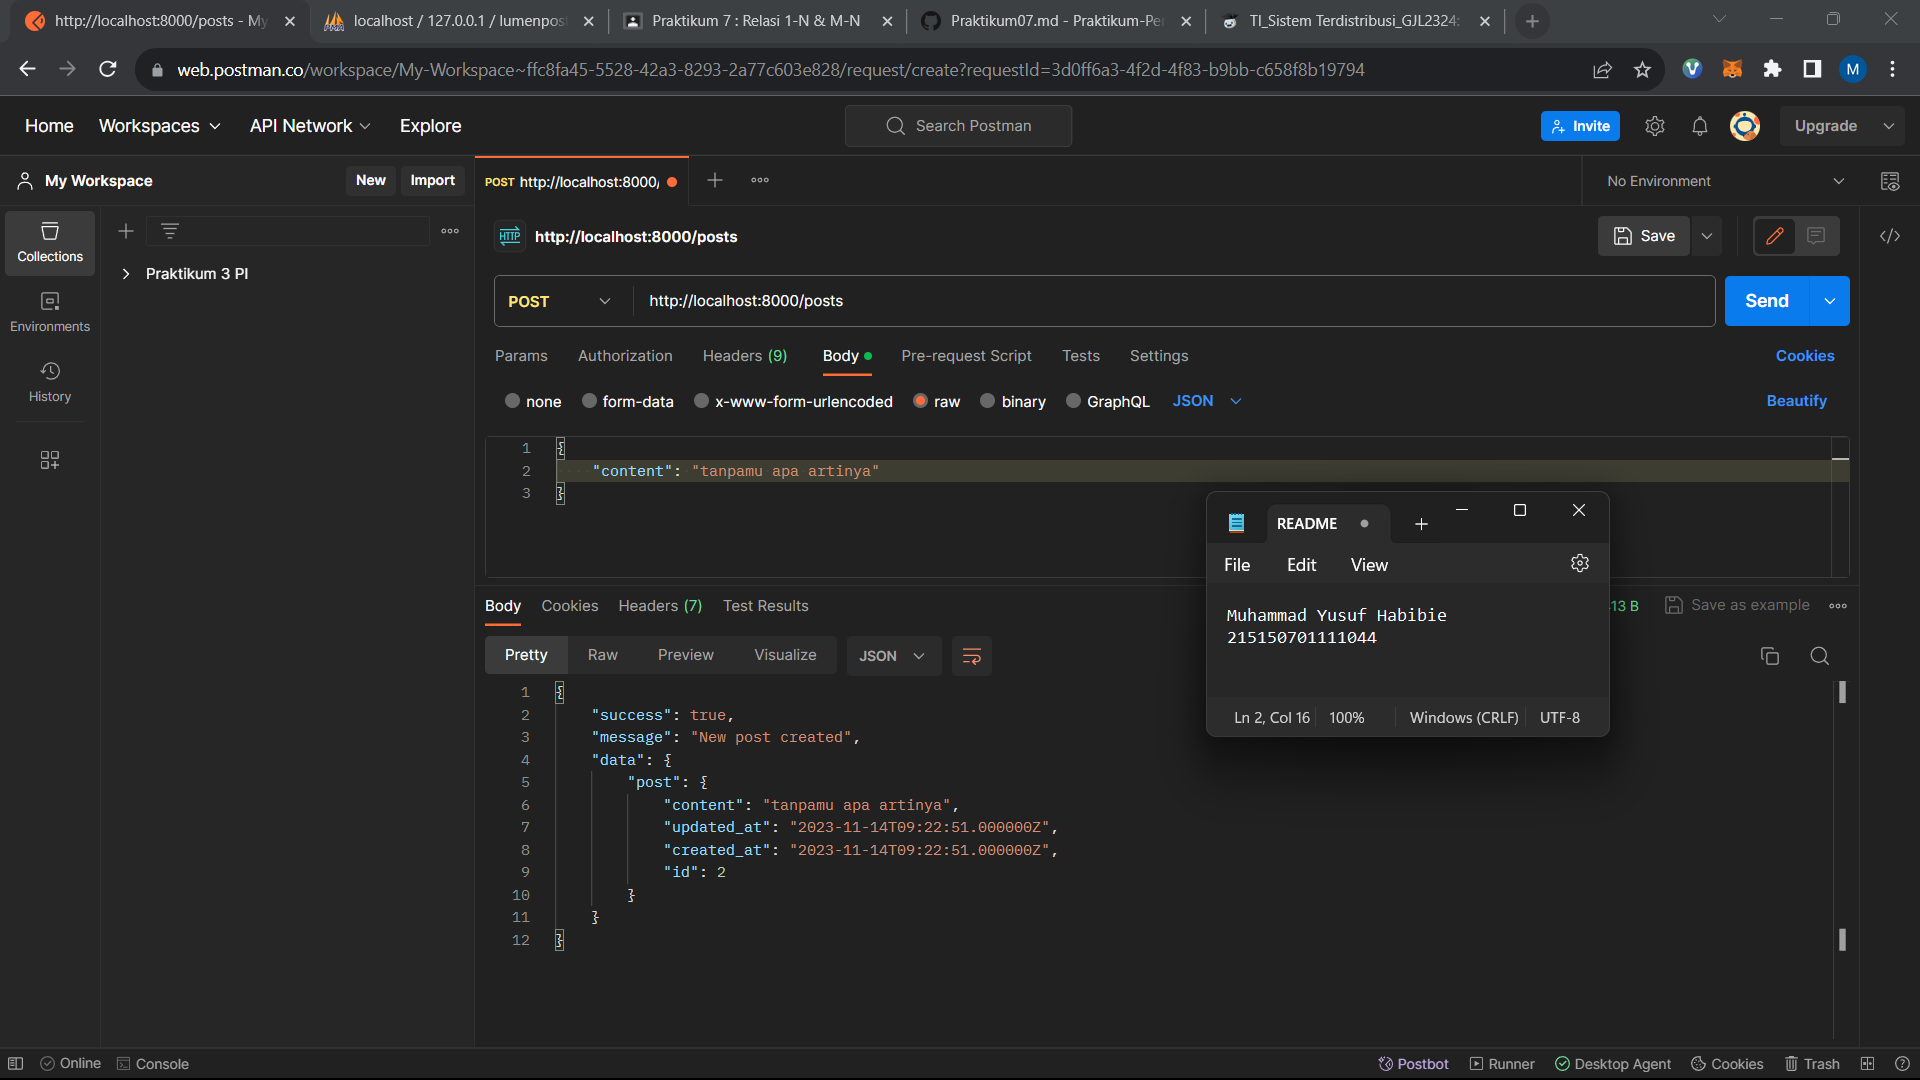 http://localhost:8000/posts - My
localhost / 127.0.0.1 / lumenpost
Praktikum 7 : Relasi 1-N & M-N
Praktikum07.md - Praktikum-Pe
TI_Sistem Terdistribusi_GJL2324:
web.postman.co/workspace/My-Workspace~ffc8fa45-5528-42a3-8293-2a77c603e828/request/create?requestId=3d0ff6a3-4f2d-4f83-b9bb-c658f8b19794
M
Home Workspaces API Network Explore
Search Postman
Invite
Upgrade
My Workspace
New Import
POST http://localhost:8000/
No Environment
Collections
Praktikum 3 PI
Environments
History
HTTP http://localhost:8000/posts
Save
POST http://localhost:8000/posts
Send
Params Authorization Headers (9) Body Pre-request Script Tests Settings
Cookies
none form-data x-www-form-urlencoded raw binary GraphQL JSON
Beautify
1 {
2 "content": "tanpamu apa artinya"
3 }
README
File Edit View
Muhammad Yusuf Habibie
215150701111044
Ln 2, Col 16 100% Windows (CRLF) UTF-8
Body Cookies Headers (7) Test Results
13 B Save as example
Pretty Raw Preview Visualize JSON
1 {
2 "success": true,
3 "message": "New post created",
4 "data": {
5 "post": {
6 "content": "tanpamu apa artinya",
7 "updated_at": "2023-11-14T09:22:51.000000Z",
8 "created_at": "2023-11-14T09:22:51.000000Z",
9 "id": 2
10 }
11 }
12 }
Online Console
Postbot Runner Desktop Agent Cookies Trash